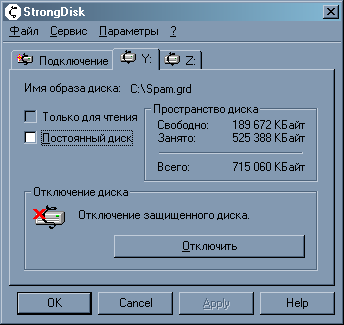 StrongDisk
Файл Сервис Параметры ?
Подключение Y: Z:
Имя образа диска: C:\Spam.grd
Только для чтения
Постоянный диск
Пространство диска
Свободно: 189 672 КБайт
Занято: 525 388 КБайт
Всего: 715 060 КБайт
Отключение диска
Отключение защищенного диска.
Отключить
OK Cancel Apply Help